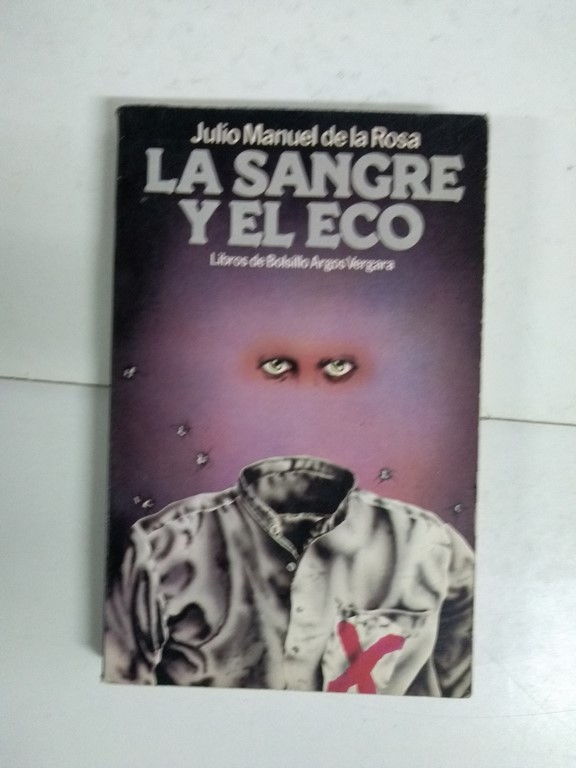 Julio Manuel de la Rosa
LA SANGRE
Y EL ECO
Libros de Bolsillo Argos Vergara